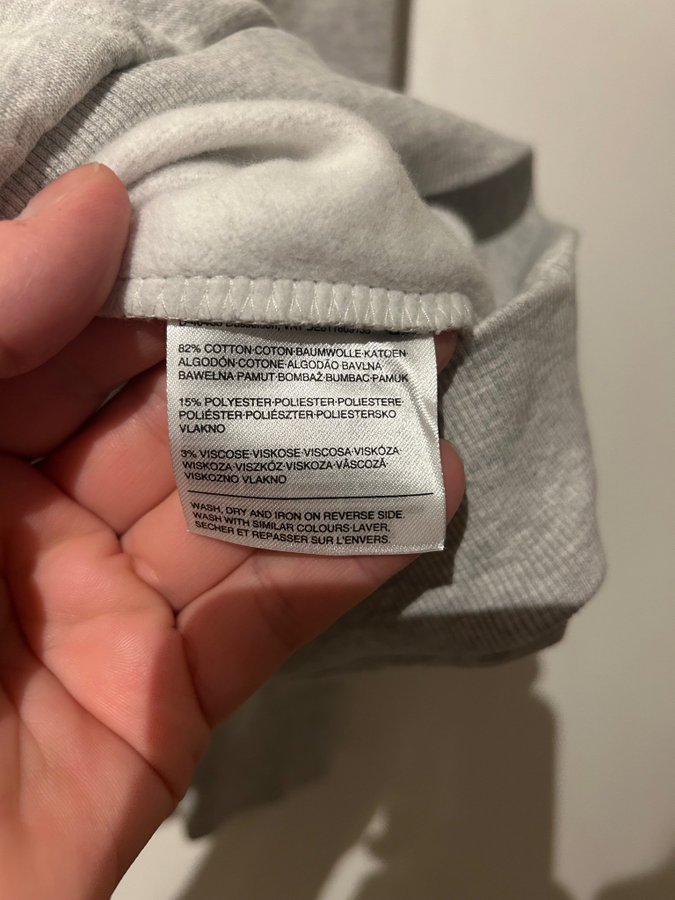 82% COTTON·COTON·BAUMWOLLE·KATOEN·
ALGODÓN·COTONE·ALGODÃO·BAVLNA·
BAWEŁNA·PAMUT·BOMBAŽ·BUMBAC·PAMUK
15% POLYESTER·POLIESTER·POLIESTERE·
POLIÉSTER·POLIÉSZTER·POLIESTERSKO
VLAKNO
3% VISCOSE·VISKOSE·VISCOSA·VISKÓZA·
WISKOZA·VISZKÓZ·VISKOZA·VÂSCOZĂ·
VISKOZNO VLAKNO
WASH, DRY AND IRON ON REVERSE SIDE.
WASH WITH SIMILAR COLOURS·LAVER,
SÉCHER ET REPASSER SUR L'ENVERS.